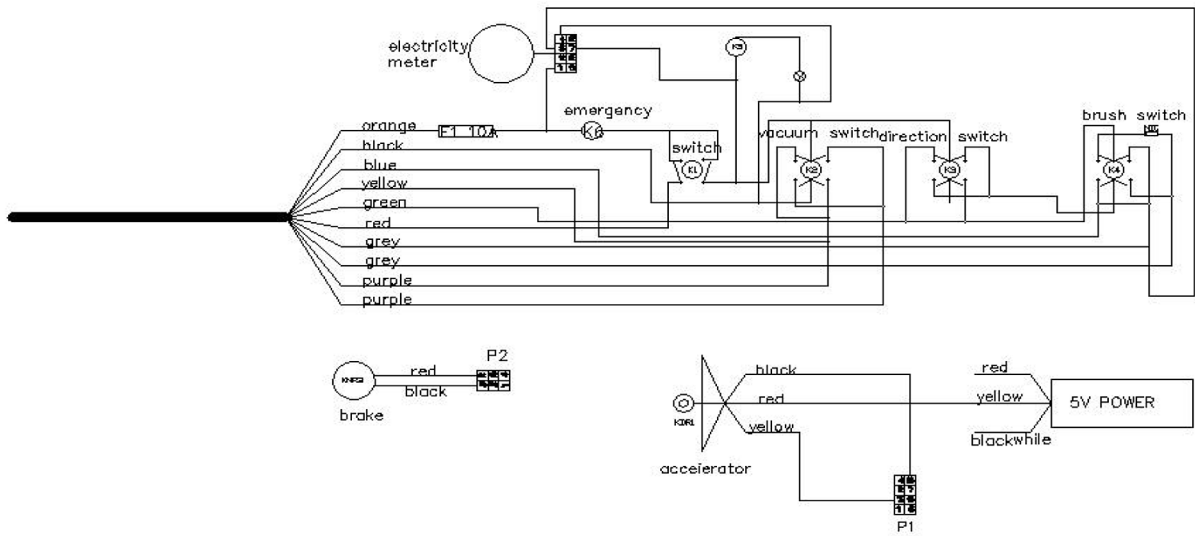 electricity
meter
emergency
orange
F1 10A
K6
black
switch
vacuum
switch
direction
switch
brush
switch
blue
K1
K2
K3
K4
yellow
green
red
grey
grey
purple
purple
P2
red
black
brake
black
red
yellow
KDR1
accelerator
red
yellow
blackwhile
5V POWER
P1